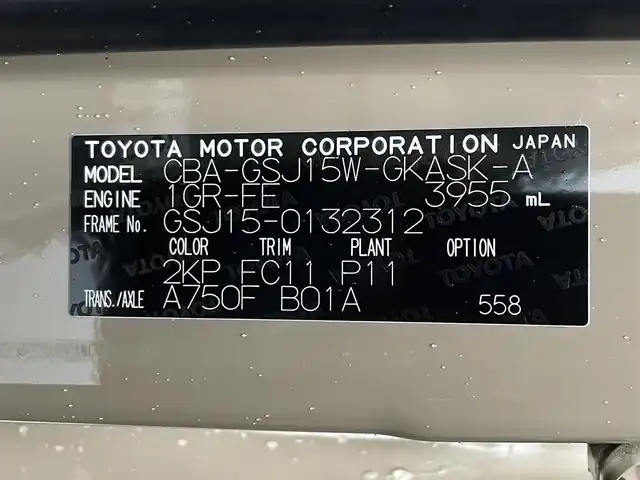 TOYOTA MOTOR CORPORATION JAPAN
MODEL CBA-GSJ15W-GKASK-A
ENGINE 1GR-FE 3955 mL
FRAME No. GSJ15-0132312
COLOR TRIM PLANT OPTION
2KP FC11 P11
TRANS./AXLE A750F B01A 558